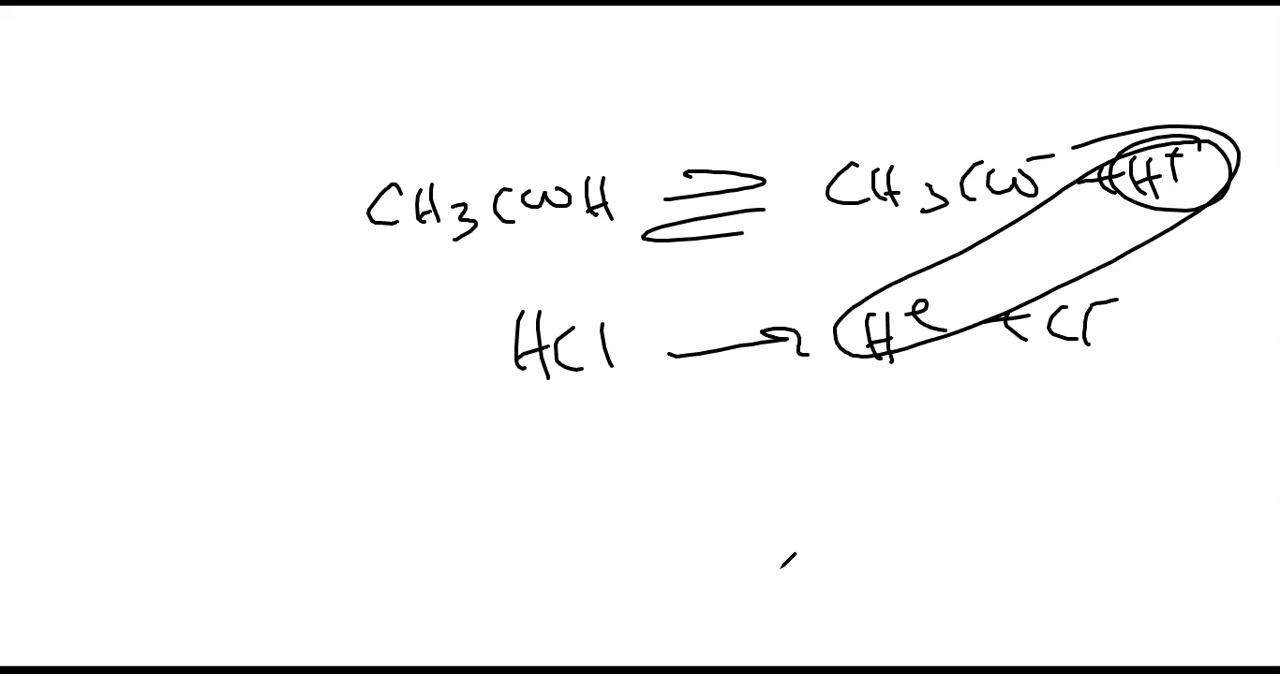 CH3COOH ⇌ CH3COO⁻ + H⁺
HCl → H⊕ + Cl⁻